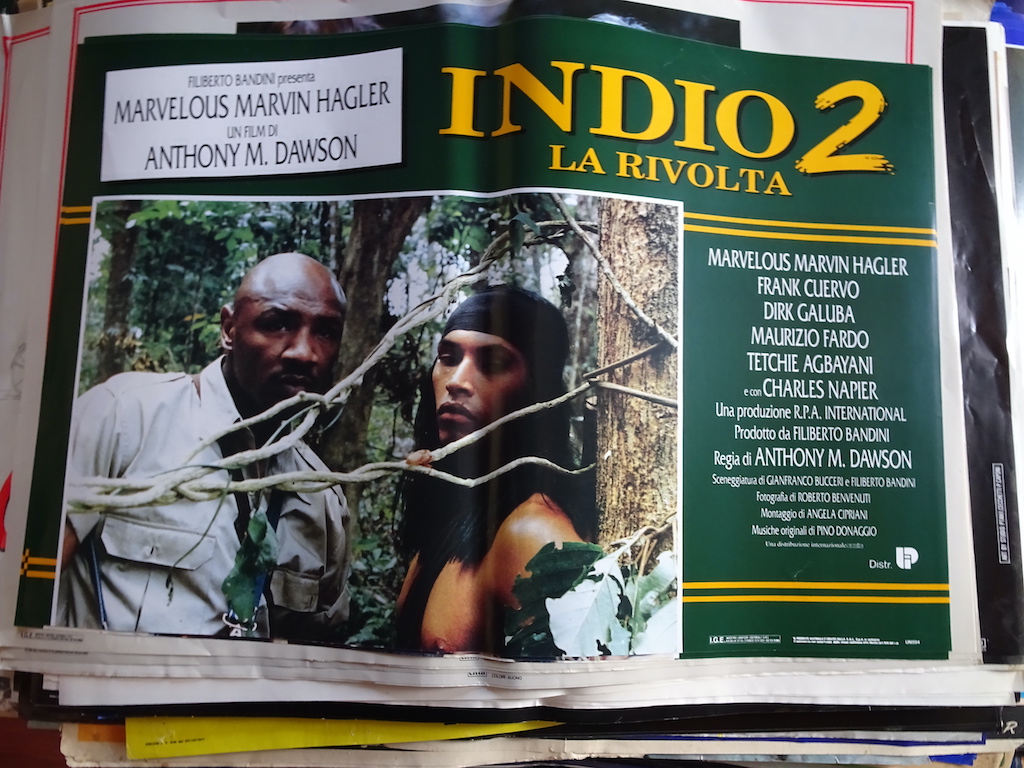 FILIBERTO BANDINI presenta
MARVELOUS MARVIN HAGLER
UN FILM DI
ANTHONY M. DAWSON
INDIO 2
LA RIVOLTA
MARVELOUS MARVIN HAGLER
FRANK CUERVO
DIRK GALUBA
MAURIZIO FARDO
TETCHIE AGBAYANI
e con CHARLES NAPIER
Una produzione R.P.A. INTERNATIONAL
Prodotto da FILIBERTO BANDINI
Regia di ANTHONY M. DAWSON
Sceneggiatura di GIANFRANCO BUCCERI e FILIBERTO BANDINI
Fotografia di ROBERTO BENVENUTI
Montaggio di ANGELA CIPRIANI
Musiche originali di PINO DONAGGIO
Una distribuzione internazionale
Distr.
I.G.E.
R